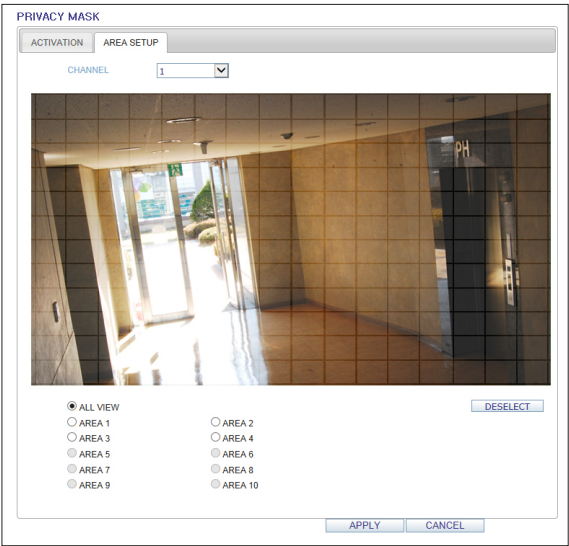 PRIVACY MASK
ACTIVATION AREA SETUP
CHANNEL 1
PH
ALL VIEW DESELECT
AREA 1 AREA 2
AREA 3 AREA 4
AREA 5 AREA 6
AREA 7 AREA 8
AREA 9 AREA 10
APPLY CANCEL